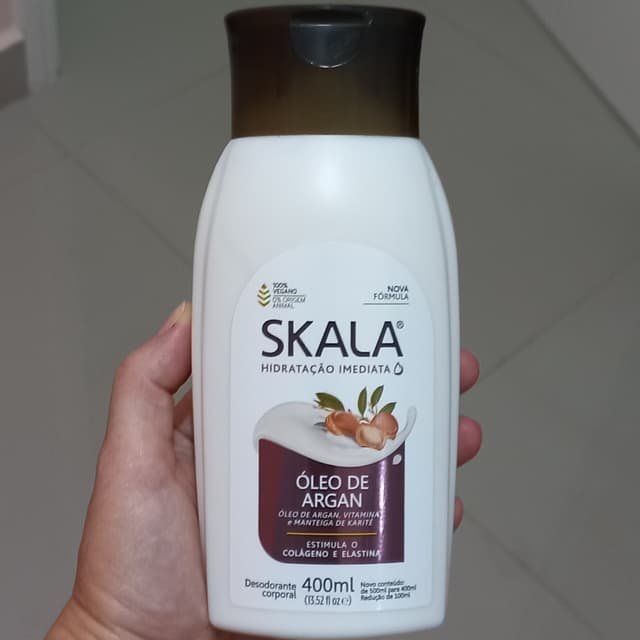 100%
VEGANO
0% ORIGEM
ANIMAL
NOVA
FÓRMULA
SKALA®
HIDRATAÇÃO IMEDIATA
ÓLEO DE
ARGAN
ÓLEO DE ARGAN, VITAMINA
e MANTEIGA DE KARITÉ
ESTIMULA O
COLÁGENO E ELASTINA
Desodorante
corporal
400ml
(13.52 fl oz e)
Novo conteúdo
de 500ml para 400ml
Redução de 100ml